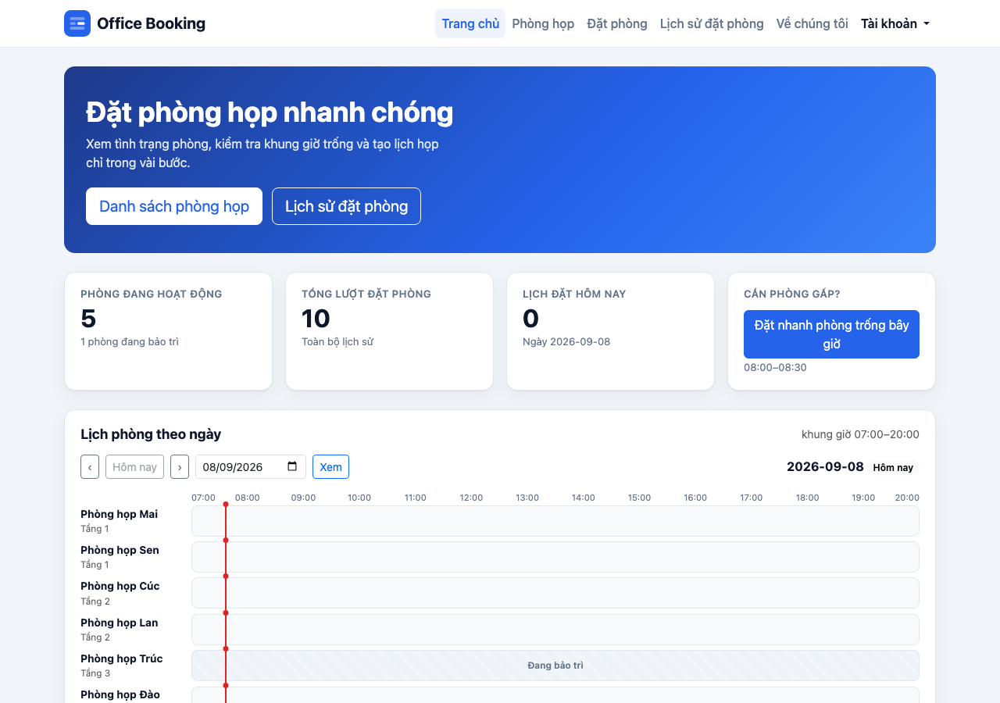 Office Booking
Trang chủ
Phòng họp
Đặt phòng
Lịch sử đặt phòng
Về chúng tôi
Tài khoản
Đặt phòng họp nhanh chóng
Xem tình trạng phòng, kiểm tra khung giờ trống và tạo lịch họp
chỉ trong vài bước.
Danh sách phòng họp
Lịch sử đặt phòng
PHÒNG ĐANG HOẠT ĐỘNG
5
1 phòng đang bảo trì
TỔNG LƯỢT ĐẶT PHÒNG
10
Toàn bộ lịch sử
LỊCH ĐẶT HÔM NAY
0
Ngày 2026-09-08
CẦN PHÒNG GẤP?
Đặt nhanh phòng trống bây
giờ
08:00–08:30
Lịch phòng theo ngày
khung giờ 07:00–20:00
‹
Hôm nay
›
08/09/2026
Xem
2026-09-08
Hôm nay
07:00 08:00 09:00 10:00 11:00 12:00 13:00 14:00 15:00 16:00 17:00 18:00 19:00 20:00
Phòng họp Mai
Tầng 1
Phòng họp Sen
Tầng 1
Phòng họp Cúc
Tầng 2
Phòng họp Lan
Tầng 2
Phòng họp Trúc
Tầng 3
Đang bảo trì
Phòng họp Đào